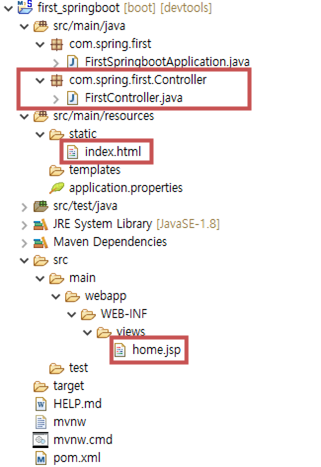 first_springboot [boot] [devtools]
src/main/java
com.spring.first
FirstSpringbootApplication.java
com.spring.first.Controller
FirstController.java
src/main/resources
static
index.html
templates
application.properties
src/test/java
JRE System Library [JavaSE-1.8]
Maven Dependencies
src
main
webapp
WEB-INF
views
home.jsp
test
target
HELP.md
mvnw
mvnw.cmd
pom.xml